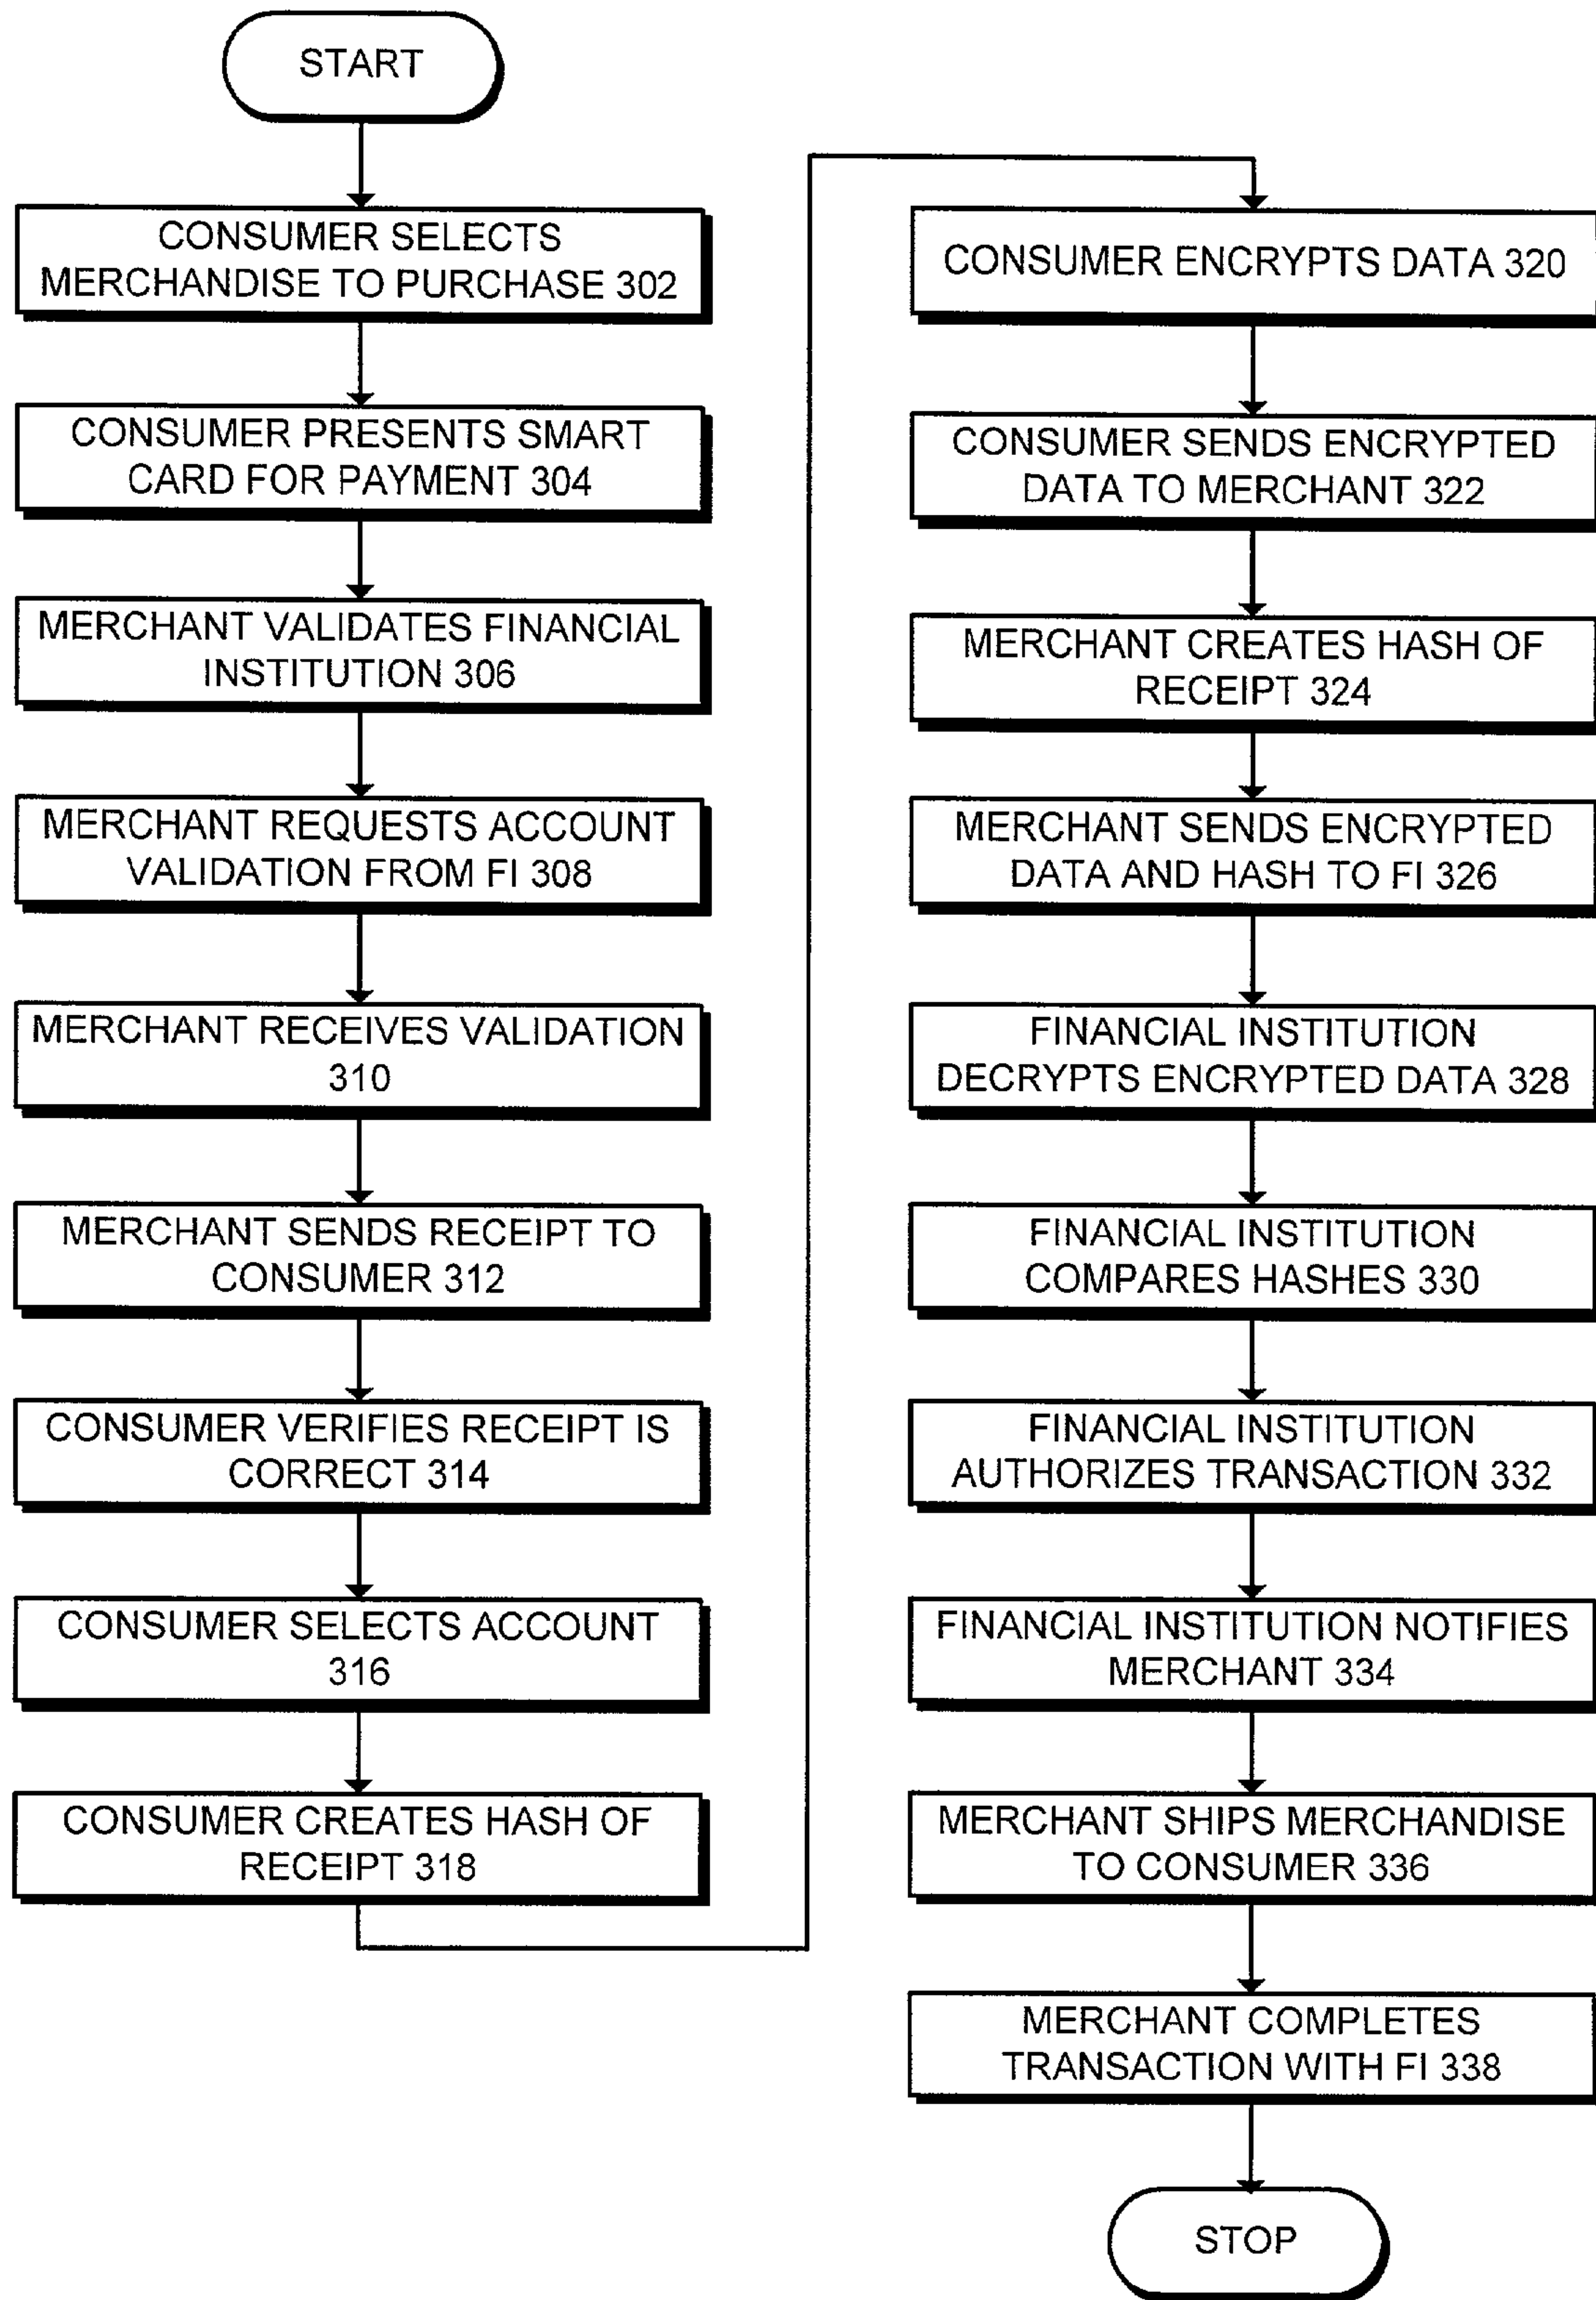 START
CONSUMER SELECTS
MERCHANDISE TO PURCHASE 302
CONSUMER PRESENTS SMART
CARD FOR PAYMENT 304
MERCHANT VALIDATES FINANCIAL
INSTITUTION 306
MERCHANT REQUESTS ACCOUNT
VALIDATION FROM FI 308
MERCHANT RECEIVES VALIDATION
310
MERCHANT SENDS RECEIPT TO
CONSUMER 312
CONSUMER VERIFIES RECEIPT IS
CORRECT 314
CONSUMER SELECTS ACCOUNT
316
CONSUMER CREATES HASH OF
RECEIPT 318
CONSUMER ENCRYPTS DATA 320
CONSUMER SENDS ENCRYPTED
DATA TO MERCHANT 322
MERCHANT CREATES HASH OF
RECEIPT 324
MERCHANT SENDS ENCRYPTED
DATA AND HASH TO FI 326
FINANCIAL INSTITUTION
DECRYPTS ENCRYPTED DATA 328
FINANCIAL INSTITUTION
COMPARES HASHES 330
FINANCIAL INSTITUTION
AUTHORIZES TRANSACTION 332
FINANCIAL INSTITUTION NOTIFIES
MERCHANT 334
MERCHANT SHIPS MERCHANDISE
TO CONSUMER 336
MERCHANT COMPLETES
TRANSACTION WITH FI 338
STOP